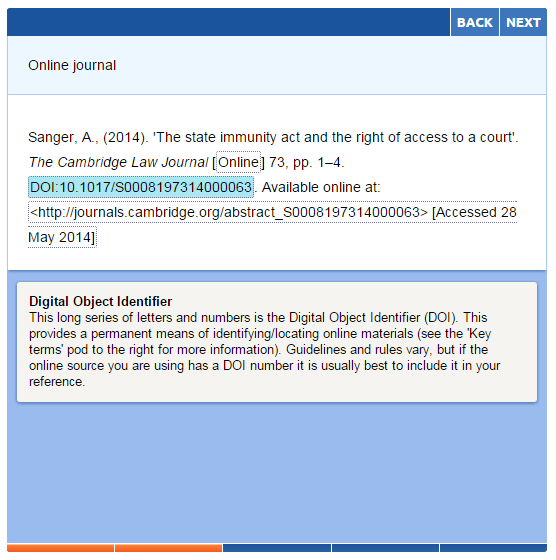 BACK NEXT
Online journal
Sanger, A., (2014). 'The state immunity act and the right of access to a court'.
The Cambridge Law Journal [Online] 73, pp. 1–4.
DOI:10.1017/S0008197314000063. Available online at:
<http://journals.cambridge.org/abstract_S0008197314000063> [Accessed 28
May 2014]
Digital Object Identifier
This long series of letters and numbers is the Digital Object Identifier (DOI). This
provides a permanent means of identifying/locating online materials (see the 'Key
terms' pod to the right for more information). Guidelines and rules vary, but if the
online source you are using has a DOI number it is usually best to include it in your
reference.